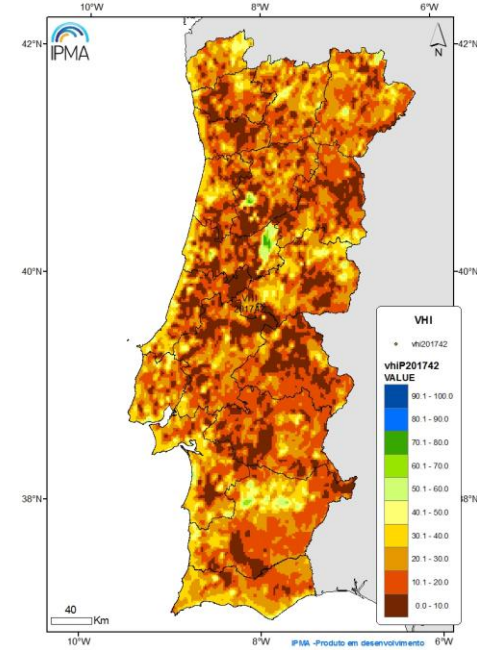 10°W 8°W 6°W
42°N 42°N
IPMA
N
40°N 40°N
VHI
VHI
vhi201742
vhiP201742
VALUE
90.1 - 100.0
80.1 - 90.0
70.1 - 80.0
60.1 - 70.0
50.1 - 60.0
40.1 - 50.0
30.1 - 40.0
20.1 - 30.0
10.1 - 20.0
0.0 - 10.0
38°N 38°N
40
Km
10°W 8°W 6°W
IPMA -Produto em desenvolvimento